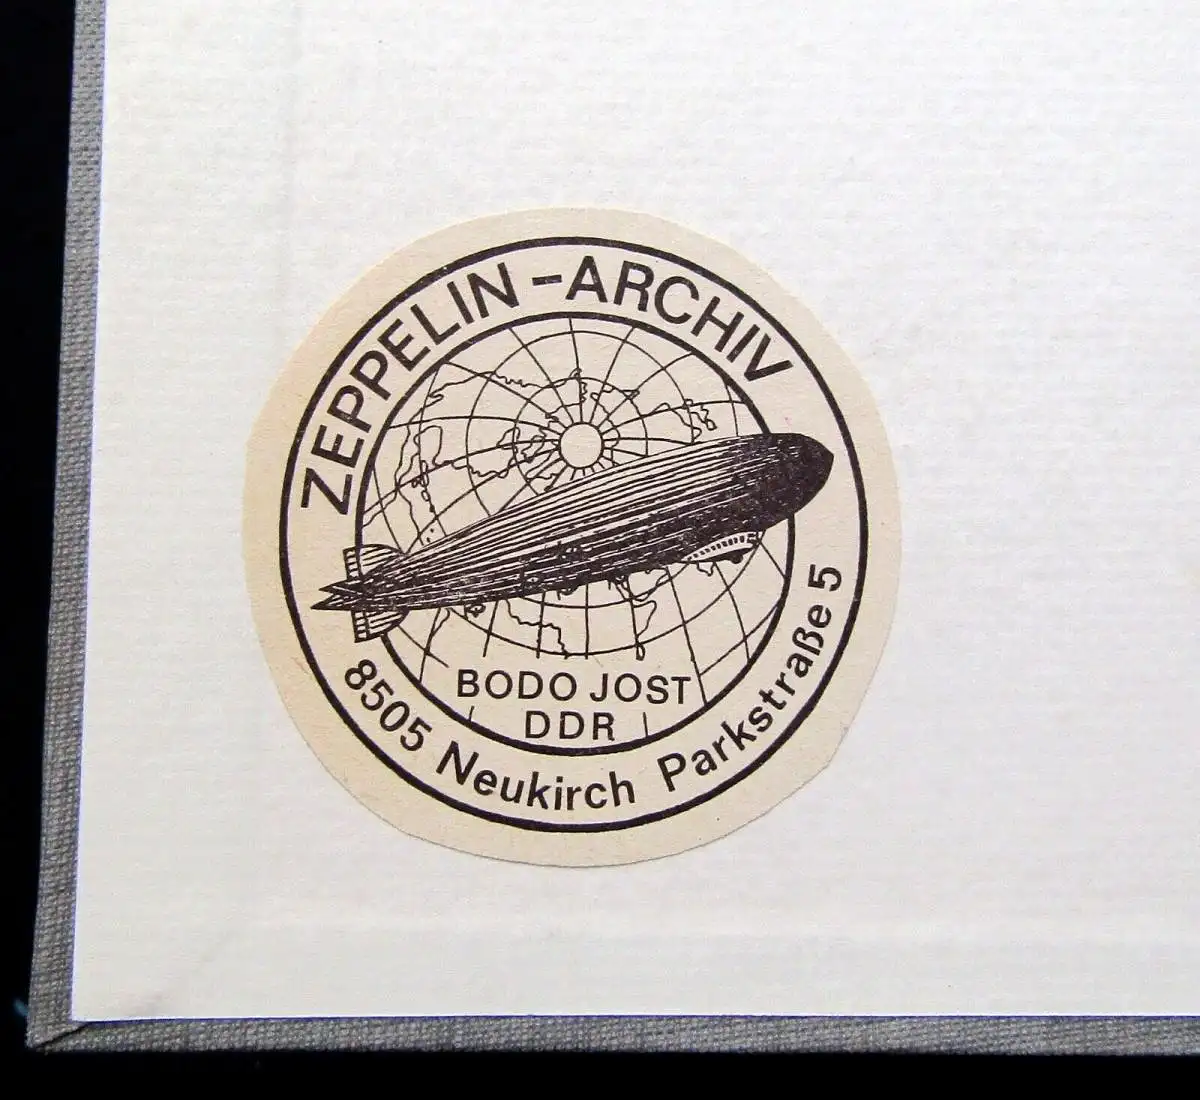 ZEPPELIN-ARCHIV
BODO JOST
DDR
8505 Neukirch Parkstraße 5